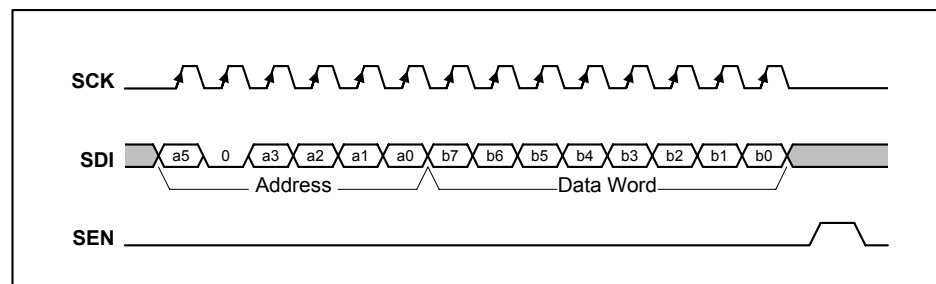 SCK
SDI a5 0 a3 a2 a1 a0 b7 b6 b5 b4 b3 b2 b1 b0
Address Data Word
SEN